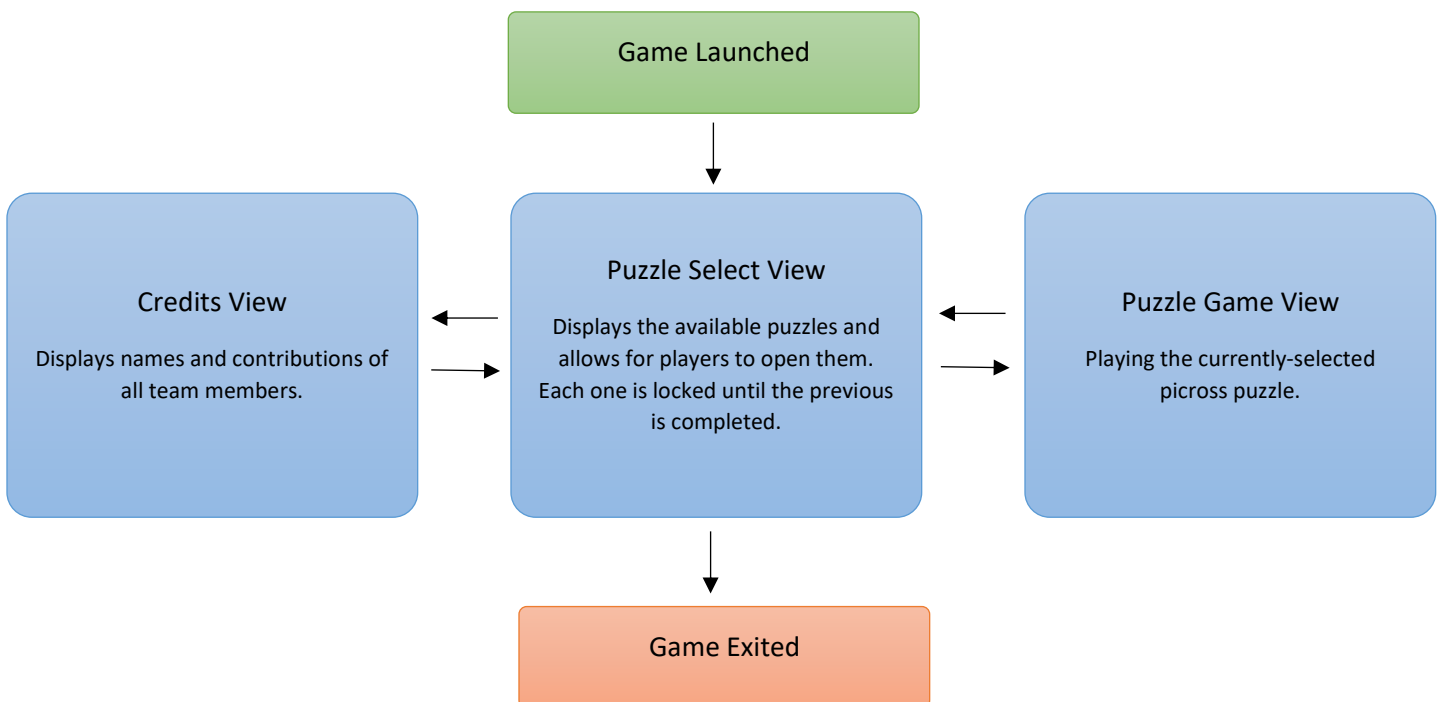 Game Launched
Credits View
Displays names and contributions of
all team members.
Puzzle Select View
Displays the available puzzles and
allows for players to open them.
Each one is locked until the previous
is completed.
Puzzle Game View
Playing the currently-selected
picross puzzle.
Game Exited